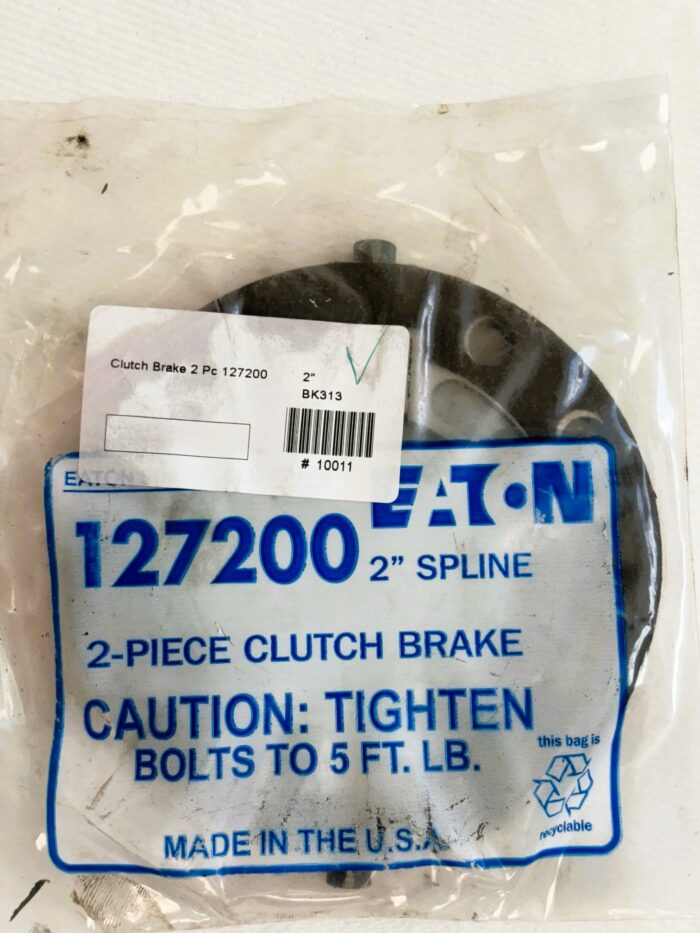 Clutch Brake 2 Pc 127200
2"
BK313
# 10011
EATON
EATON
127200
2” SPLINE
2-PIECE CLUTCH BRAKE
CAUTION: TIGHTEN
BOLTS TO 5 FT. LB.
this bag is
recyclable
MADE IN THE U.S.A.